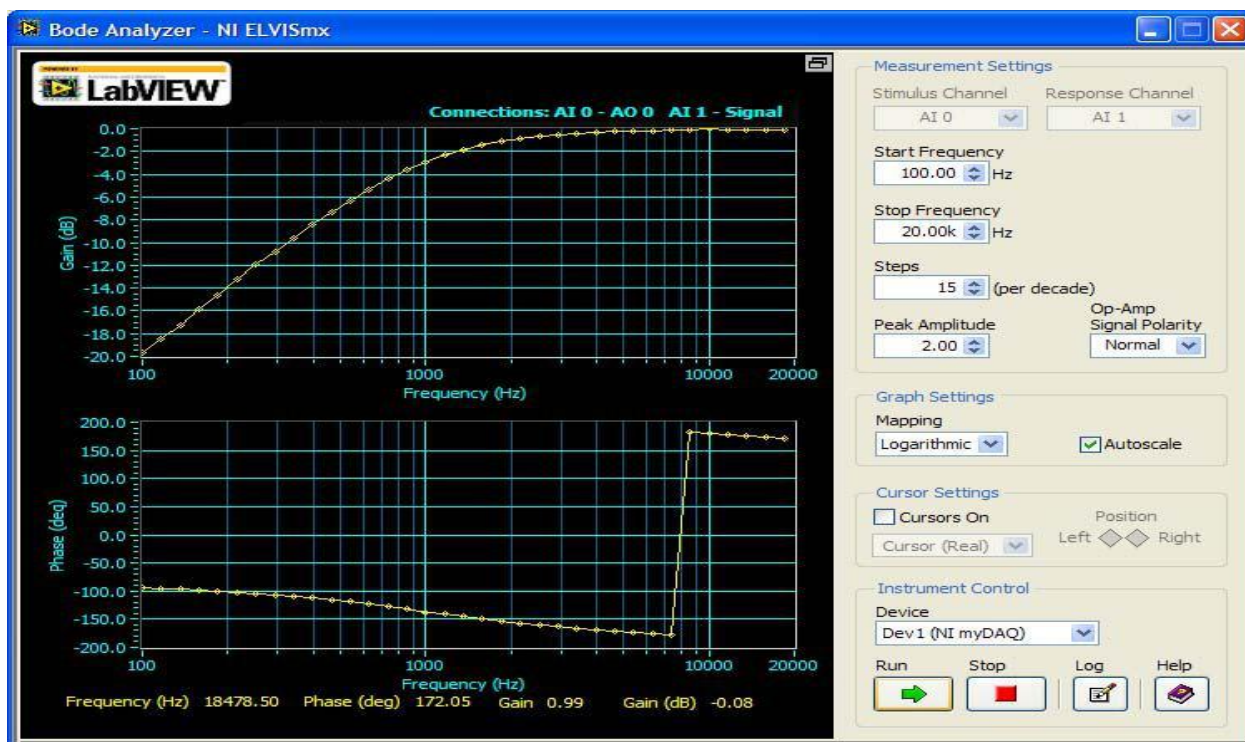 Bode Analyzer - NI ELVISmx
LabVIEW
Connections: AI 0 - AO 0 AI 1 - Signal
0.0
-2.0
-4.0
-6.0
-8.0
-10.0
-12.0
-14.0
-16.0
-18.0
-20.0
Gain (dB)
100 1000 10000 20000
Frequency (Hz)
200.0
150.0
100.0
50.0
0.0
-50.0
-100.0
-150.0
-200.0
Phase (deg)
100 1000 10000 20000
Frequency (Hz)
Frequency (Hz) 18478.50 Phase (deg) 172.05 Gain 0.99 Gain (dB) -0.08
Measurement Settings
Stimulus Channel Response Channel
AI 0 AI 1
Start Frequency
100.00 Hz
Stop Frequency
20.00k Hz
Steps
15 (per decade)
Peak Amplitude
2.00
Op-Amp
Signal Polarity
Normal
Graph Settings
Mapping
Logarithmic Autoscale
Cursor Settings
Cursors On Position
Cursor (Real) Left Right
Instrument Control
Device
Dev1 (NI myDAQ)
Run Stop Log Help